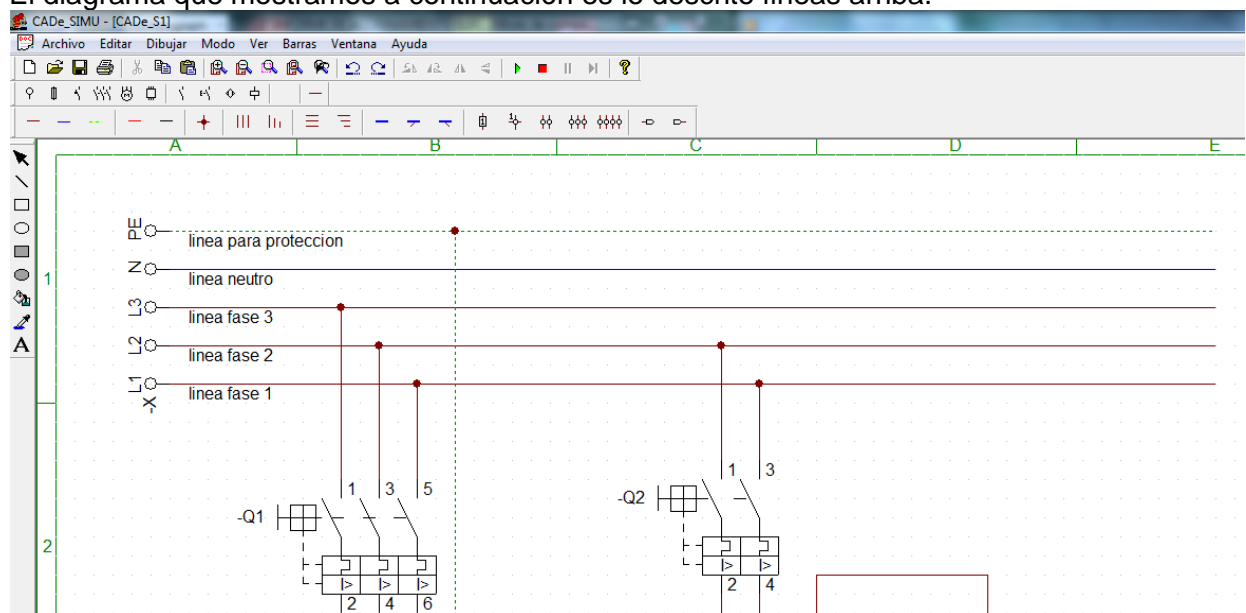 El diagrama que mostramos a continuación es lo descrito líneas arriba.
CADe_SIMU - [CADe_S1]
Archivo Editar Dibujar Modo Ver Barras Ventana Ayuda
A B C D E
PE linea para proteccion
1
N linea neutro
L3 linea fase 3
L2 linea fase 2
L1 linea fase 1
-X
1 3 5
1 3
-Q1
-Q2
2
I> I> I>
I> I>
2 4 6
2 4
A